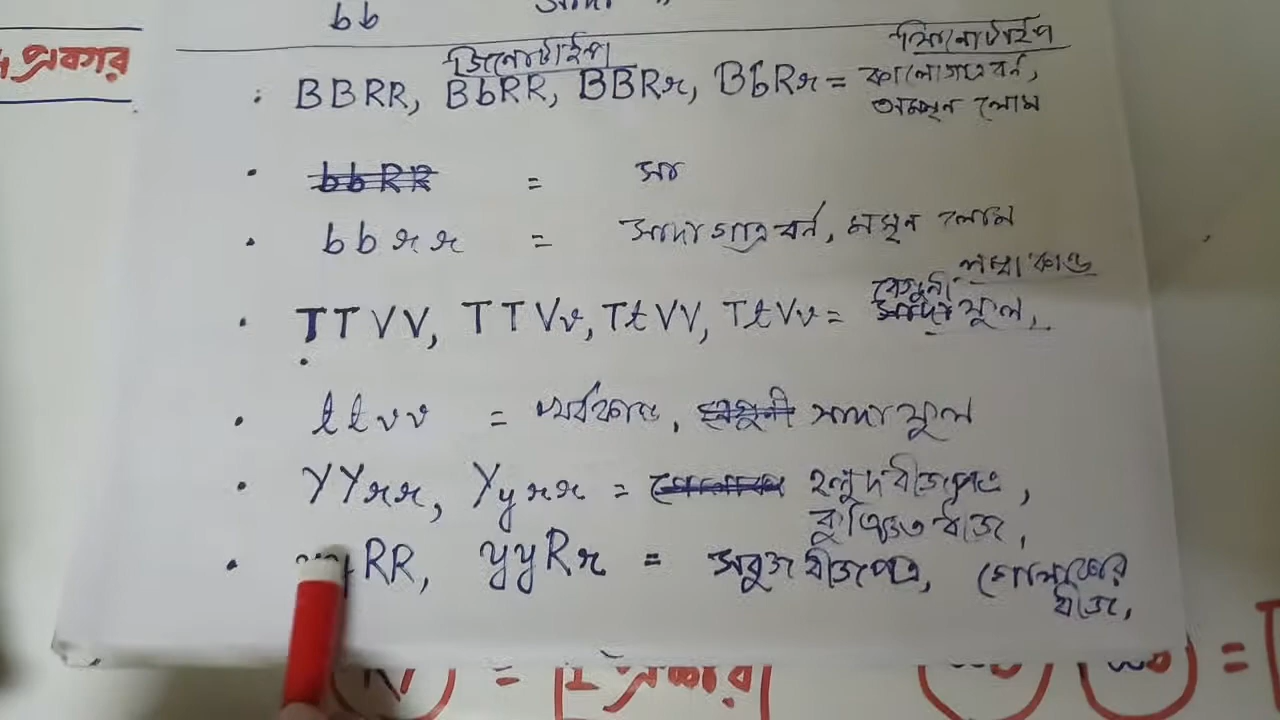 bb
প্রকার
জিনোটাইপ ফিনোটাইপ
BBRR, BbRR, BBRr, BbRr = কালো গাত্রবর্ন,
অমসৃন লোম
bbRR = সা
bbrr = সাদা গাত্রবর্ন, মসৃন লোম
লম্বা কান্ড
TTVV, TTVv, TtVV, TtVv = বেগুনী ফুল,
ttvv = খর্বকান্ড, সাদা ফুল
YYrr, Yyrr = হলুদ বীজপত্র,
কুঞ্চিত বীজ,
RR, yyRr = সবুজ বীজপত্র, গোলাকার
বীজ,